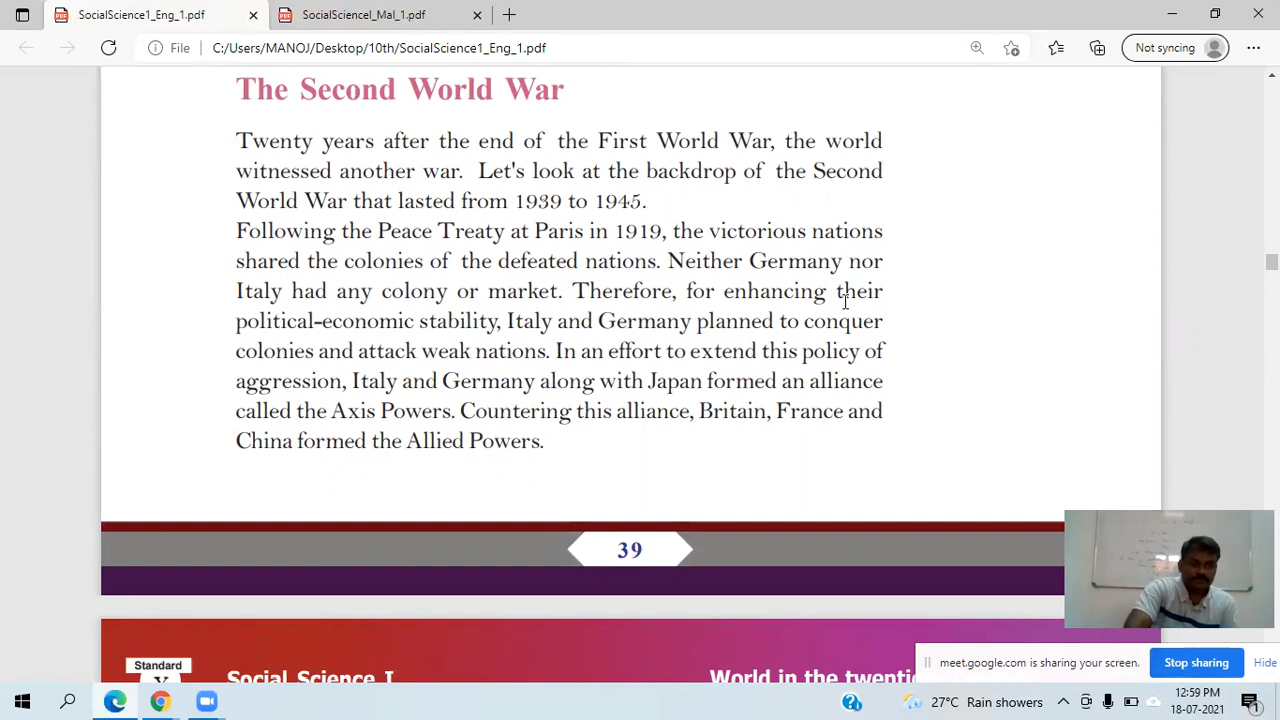 SocialScience1_Eng_1.pdf
SocialScienceI_Mal_1.pdf
File
C:/Users/MANOJ/Desktop/10th/SocialScience1_Eng_1.pdf
Not syncing
The Second World War
Twenty years after the end of the First World War, the world
witnessed another war. Let's look at the backdrop of the Second
World War that lasted from 1939 to 1945.
Following the Peace Treaty at Paris in 1919, the victorious nations
shared the colonies of the defeated nations. Neither Germany nor
Italy had any colony or market. Therefore, for enhancing their
political-economic stability, Italy and Germany planned to conquer
colonies and attack weak nations. In an effort to extend this policy of
aggression, Italy and Germany along with Japan formed an alliance
called the Axis Powers. Countering this alliance, Britain, France and
China formed the Allied Powers.
39
Standard
X
Social Science I
World in the twenti
meet.google.com is sharing your screen.
Stop sharing
Hide
27°C Rain showers
12:59 PM
18-07-2021